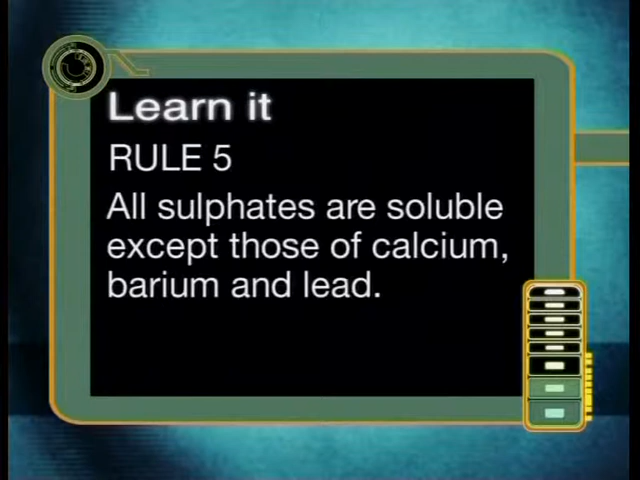 Learn it
RULE 5
All sulphates are soluble
except those of calcium,
barium and lead.